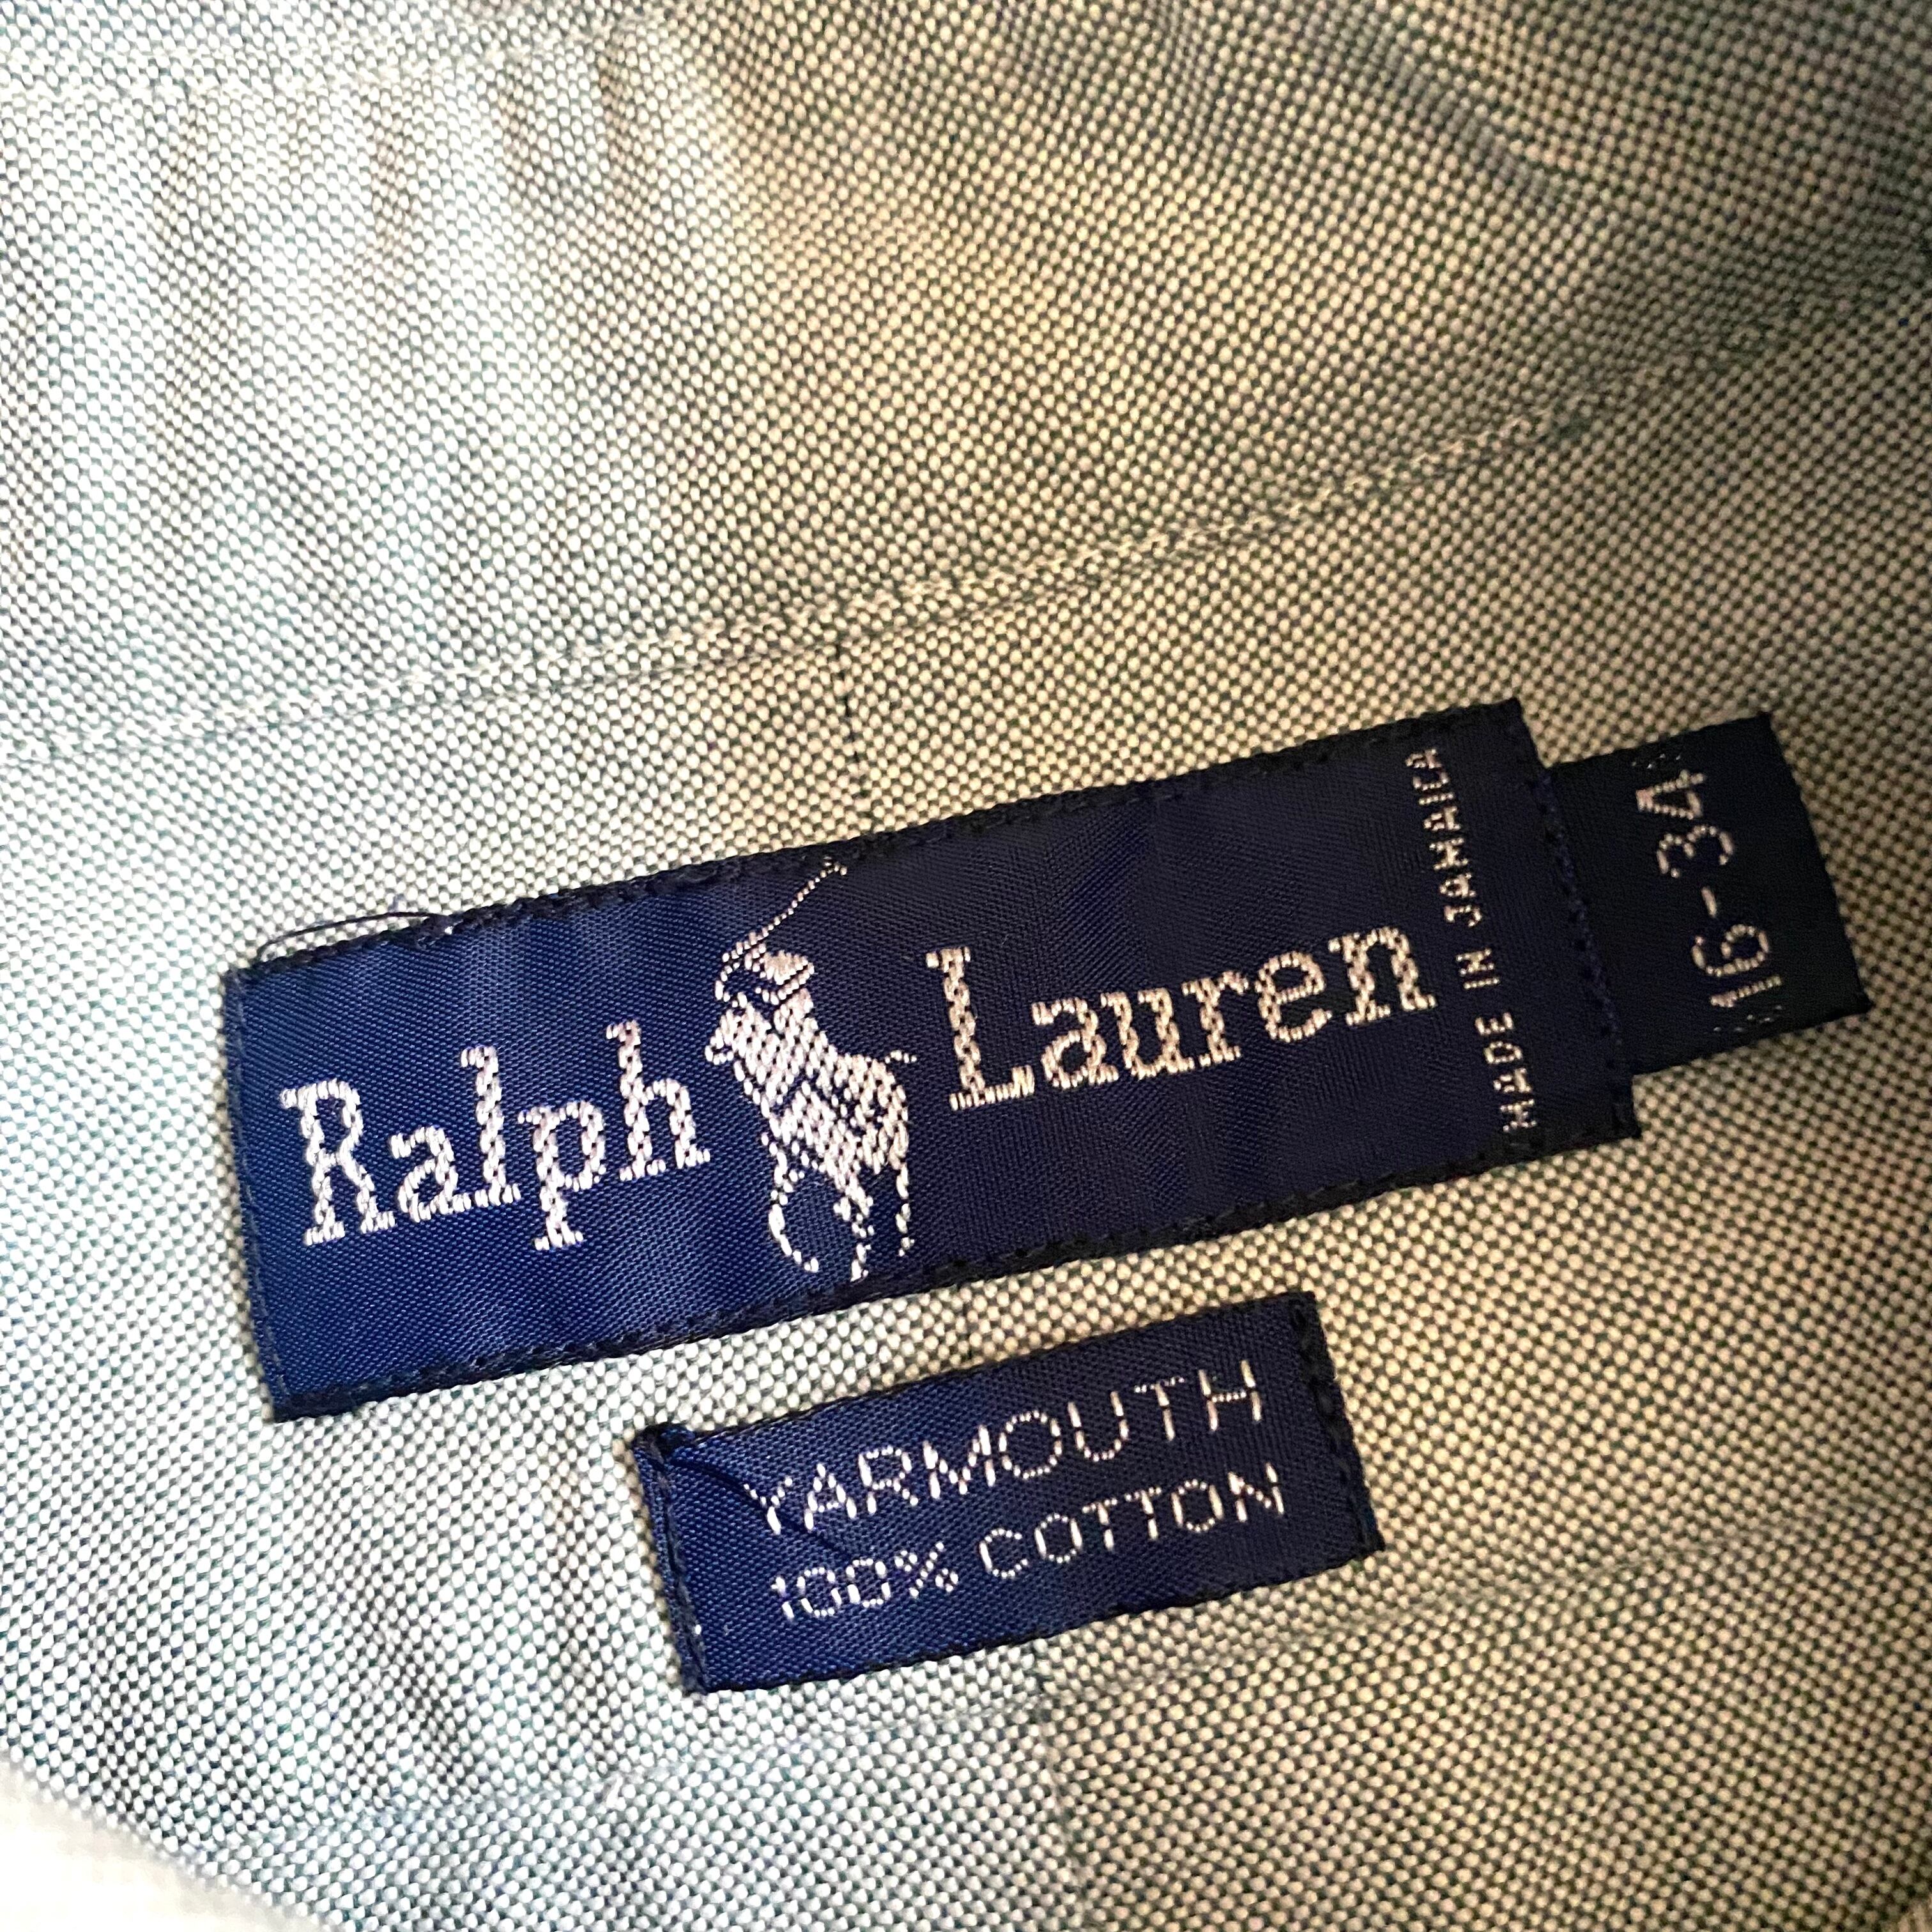 Ralph Lauren
MADE IN JAMAICA
16-34
YARMOUTH
100% COTTON